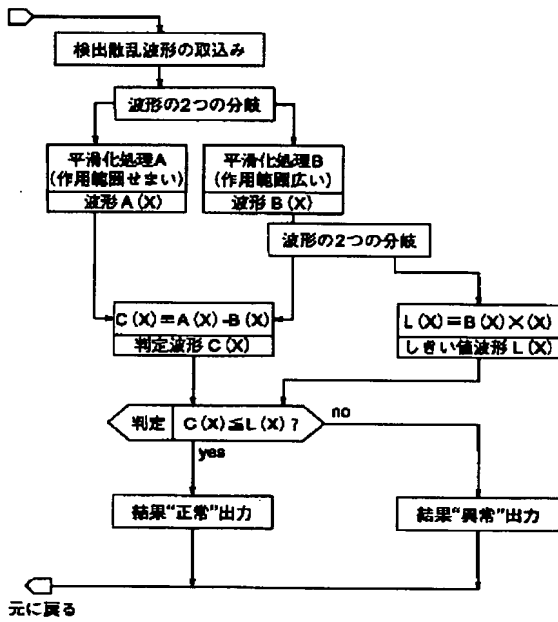 検出散乱波形の取込み
波形の2つの分岐
平滑化処理A
(作用範囲せまい)
波形A(X)
平滑化処理B
(作用範囲広い)
波形B(X)
波形の2つの分岐
C(X)=A(X)-B(X)
判定波形C(X)
L(X)=B(X)×(X)
しきい値波形L(X)
判定 C(X)≦L(X)?
no
yes
結果“正常”出力
結果“異常”出力
元に戻る